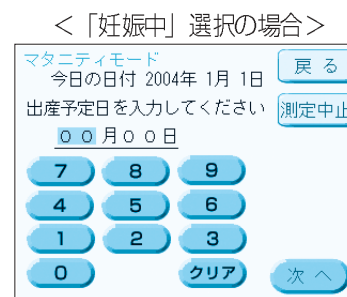 ＜「妊娠中」選択の場合＞
マタニティモード
今日の日付 2004年 1月 1日
戻 る
出産予定日を入力してください
測定中止
００月００日
7 8 9
4 5 6
1 2 3
0 クリア
次 へ